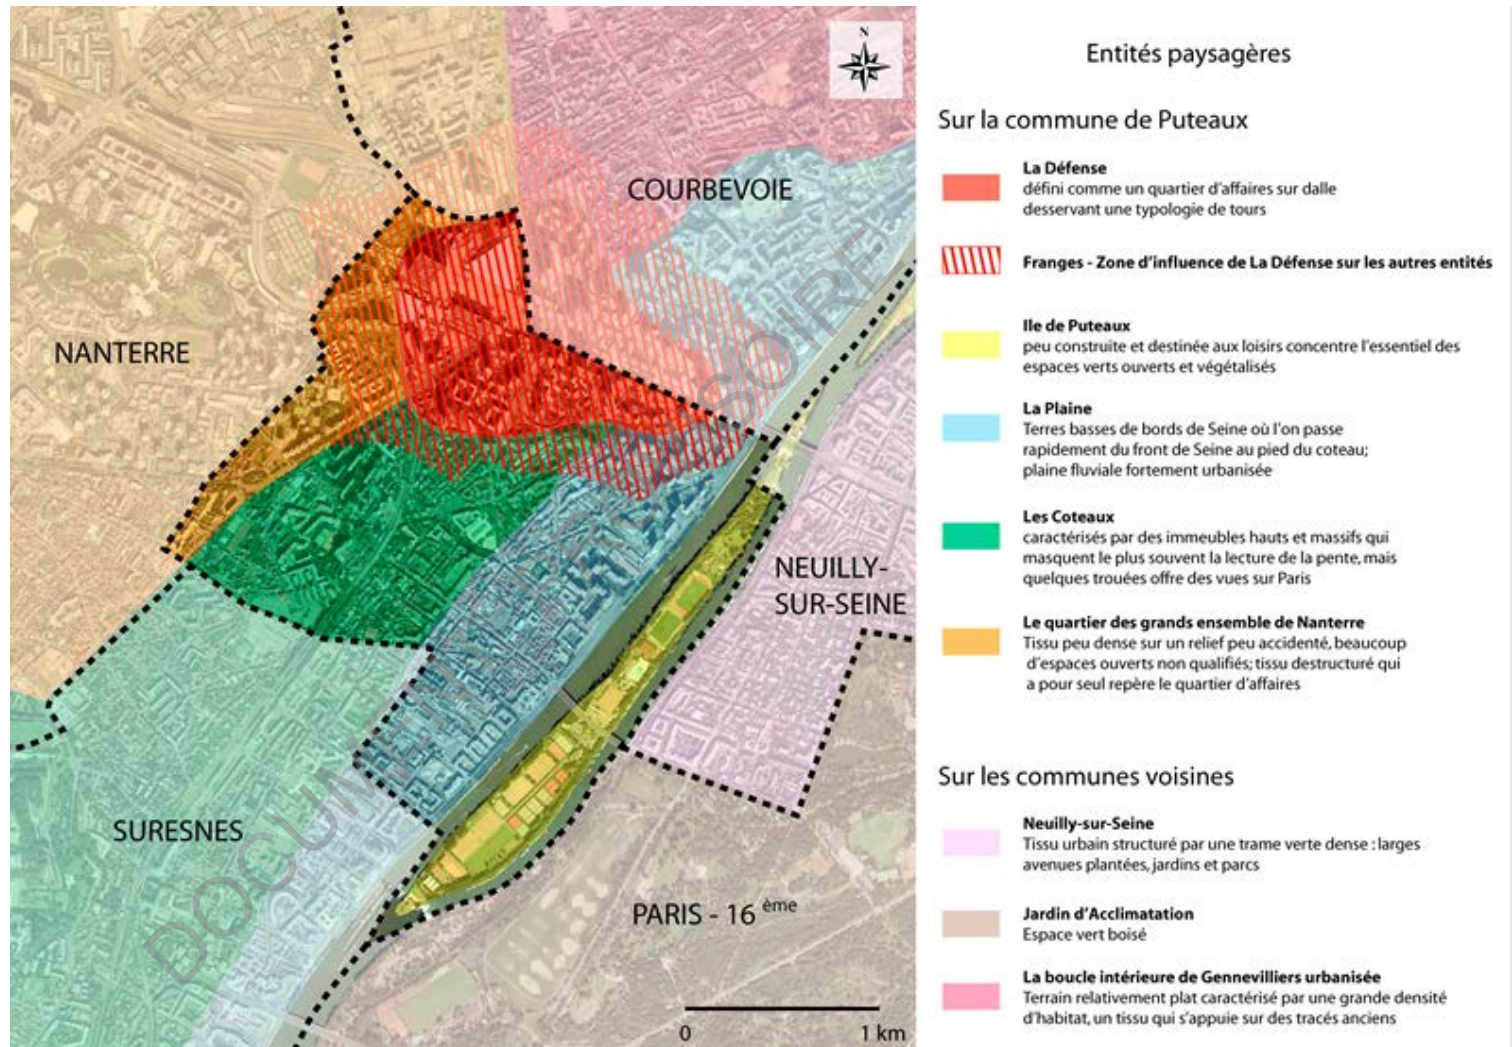 N
COURBEVOIE
NANTERRE
NEUILLY-
SUR-SEINE
SURESNES
PARIS - 16 ème
0 1 km
Entités paysagères
Sur la commune de Puteaux
La Défense
défini comme un quartier d'affaires sur dalle
desservant une typologie de tours
Franges - Zone d'influence de La Défense sur les autres entités
Ile de Puteaux
peu construite et destinée aux loisirs concentre l'essentiel des
espaces verts ouverts et végétalisés
La Plaine
Terres basses de bords de Seine où l'on passe
rapidement du front de Seine au pied du coteau;
plaine fluviale fortement urbanisée
Les Coteaux
caractérisés par des immeubles hauts et massifs qui
masquent le plus souvent la lecture de la pente, mais
quelques trouées offre des vues sur Paris
Le quartier des grands ensemble de Nanterre
Tissu peu dense sur un relief peu accidenté, beaucoup
d'espaces ouverts non qualifiés; tissu destructuré qui
a pour seul repère le quartier d'affaires
Sur les communes voisines
Neuilly-sur-Seine
Tissu urbain structuré par une trame verte dense : larges
avenues plantées, jardins et parcs
Jardin d'Acclimatation
Espace vert boisé
La boucle intérieure de Gennevilliers urbanisée
Terrain relativement plat caractérisé par une grande densité
d'habitat, un tissu qui s'appuie sur des tracés anciens